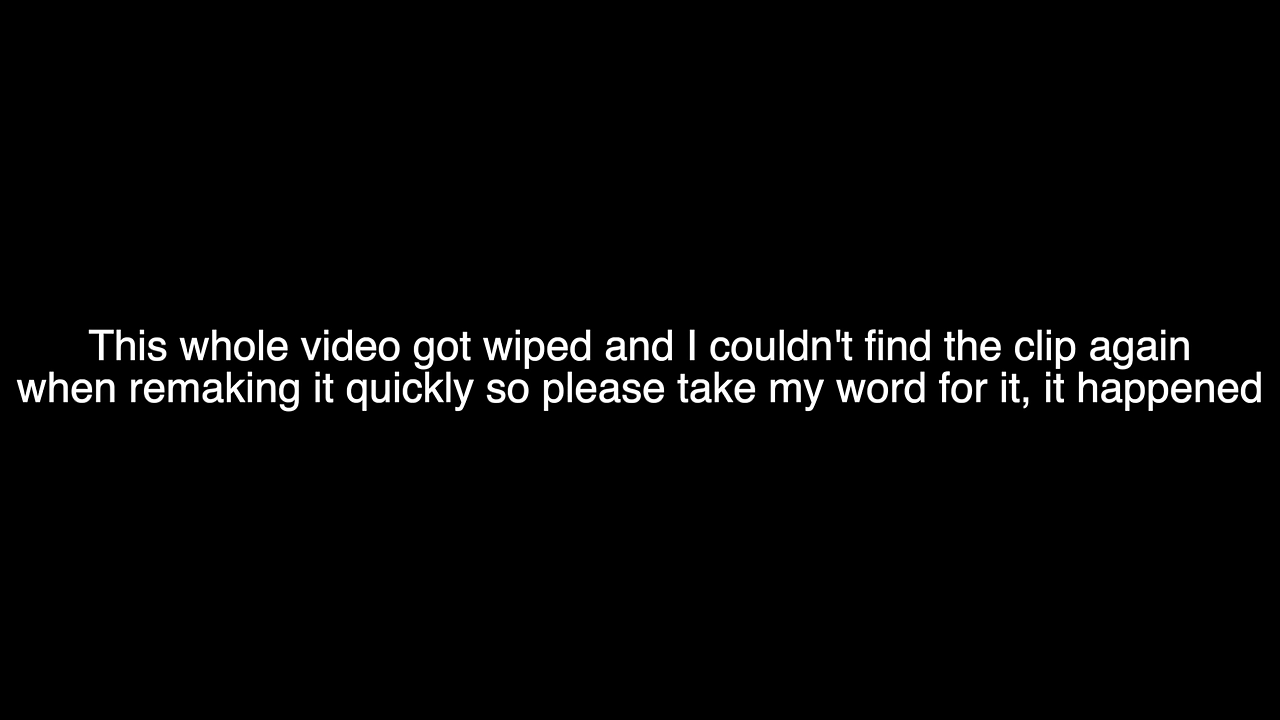 This whole video got wiped and I couldn't find the clip again
when remaking it quickly so please take my word for it, it happened